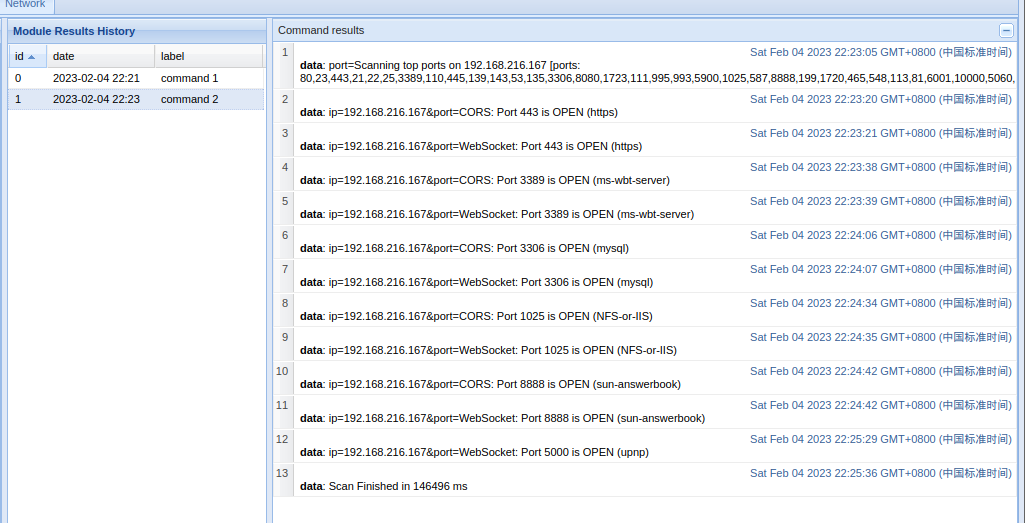 Network
Module Results History
id date label
0 2023-02-04 22:21 command 1
1 2023-02-04 22:23 command 2
Command results
1 Sat Feb 04 2023 22:23:05 GMT+0800 (中国标准时间)
data: port=Scanning top ports on 192.168.216.167 [ports:
80,23,443,21,22,25,3389,110,445,139,143,53,135,3306,8080,1723,111,995,993,5900,1025,587,8888,199,1720,465,548,113,81,6001,10000,5060,
2 Sat Feb 04 2023 22:23:20 GMT+0800 (中国标准时间)
data: ip=192.168.216.167&port=CORS: Port 443 is OPEN (https)
3 Sat Feb 04 2023 22:23:21 GMT+0800 (中国标准时间)
data: ip=192.168.216.167&port=WebSocket: Port 443 is OPEN (https)
4 Sat Feb 04 2023 22:23:38 GMT+0800 (中国标准时间)
data: ip=192.168.216.167&port=CORS: Port 3389 is OPEN (ms-wbt-server)
5 Sat Feb 04 2023 22:23:39 GMT+0800 (中国标准时间)
data: ip=192.168.216.167&port=WebSocket: Port 3389 is OPEN (ms-wbt-server)
6 Sat Feb 04 2023 22:24:06 GMT+0800 (中国标准时间)
data: ip=192.168.216.167&port=CORS: Port 3306 is OPEN (mysql)
7 Sat Feb 04 2023 22:24:07 GMT+0800 (中国标准时间)
data: ip=192.168.216.167&port=WebSocket: Port 3306 is OPEN (mysql)
8 Sat Feb 04 2023 22:24:34 GMT+0800 (中国标准时间)
data: ip=192.168.216.167&port=CORS: Port 1025 is OPEN (NFS-or-IIS)
9 Sat Feb 04 2023 22:24:35 GMT+0800 (中国标准时间)
data: ip=192.168.216.167&port=WebSocket: Port 1025 is OPEN (NFS-or-IIS)
10 Sat Feb 04 2023 22:24:42 GMT+0800 (中国标准时间)
data: ip=192.168.216.167&port=CORS: Port 8888 is OPEN (sun-answerbook)
11 Sat Feb 04 2023 22:24:42 GMT+0800 (中国标准时间)
data: ip=192.168.216.167&port=WebSocket: Port 8888 is OPEN (sun-answerbook)
12 Sat Feb 04 2023 22:25:29 GMT+0800 (中国标准时间)
data: ip=192.168.216.167&port=WebSocket: Port 5000 is OPEN (upnp)
13 Sat Feb 04 2023 22:25:36 GMT+0800 (中国标准时间)
data: Scan Finished in 146496 ms